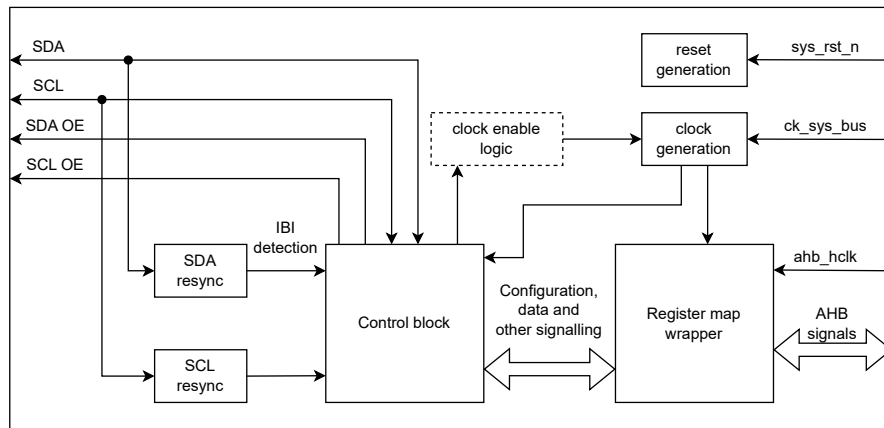 SDA
SCL
SDA OE
SCL OE
reset
generation
sys_rst_n
clock enable
logic
clock
generation
ck_sys_bus
IBI
detection
SDA
resync
SCL
resync
Control block
Configuration,
data and
other signalling
Register map
wrapper
ahb_hclk
AHB
signals